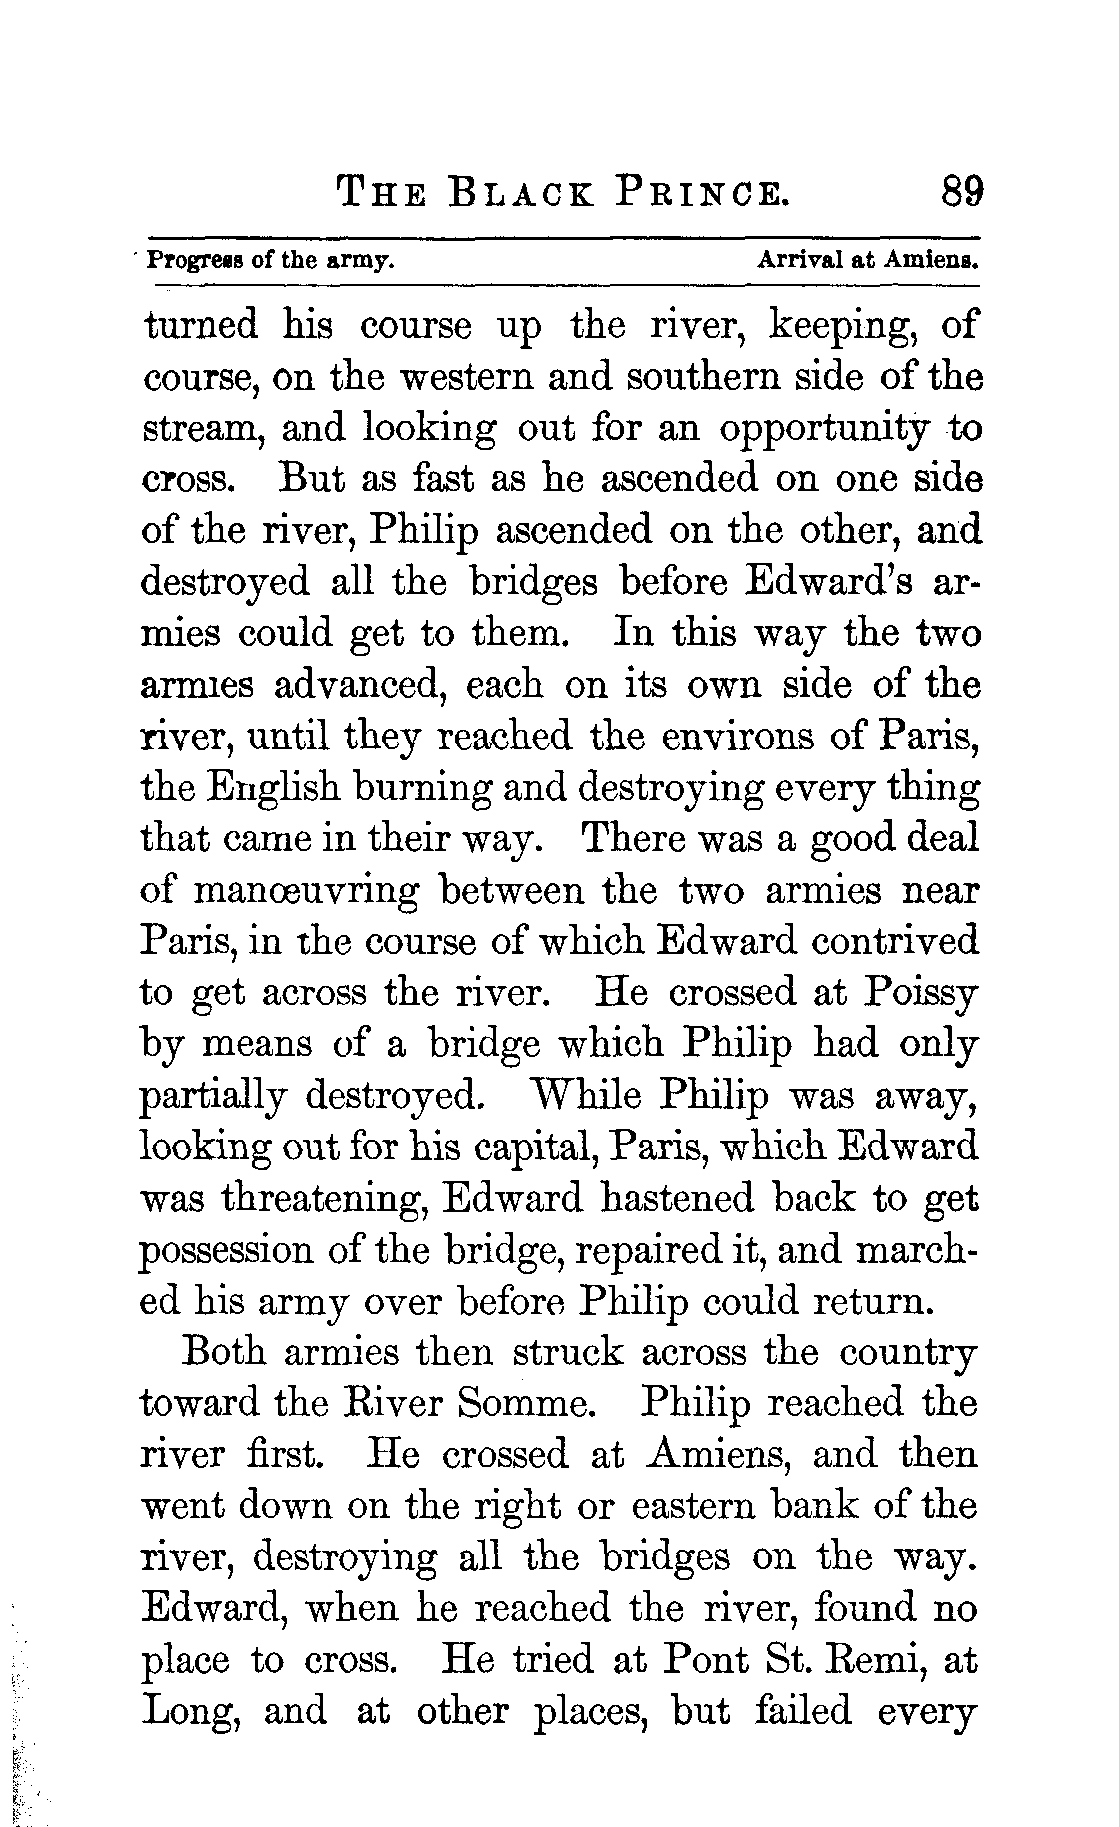 THE BLACK PRINCE. 89
Progress of the army. Arrival at Amiens.
turned his course up the river, keeping, of
course, on the western and southern side of the
stream, and looking out for an opportunity to
cross. But as fast as he ascended on one side
of the river, Philip ascended on the other, and
destroyed all the bridges before Edward's ar-
mies could get to them. In this way the two
armies advanced, each on its own side of the
river, until they reached the environs of Paris,
the English burning and destroying every thing
that came in their way. There was a good deal
of manœuvring between the two armies near
Paris, in the course of which Edward contrived
to get across the river. He crossed at Poissy
by means of a bridge which Philip had only
partially destroyed. While Philip was away,
looking out for his capital, Paris, which Edward
was threatening, Edward hastened back to get
possession of the bridge, repaired it, and march-
ed his army over before Philip could return.
Both armies then struck across the country
toward the River Somme. Philip reached the
river first. He crossed at Amiens, and then
went down on the right or eastern bank of the
river, destroying all the bridges on the way.
Edward, when he reached the river, found no
place to cross. He tried at Pont St. Remi, at
Long, and at other places, but failed every